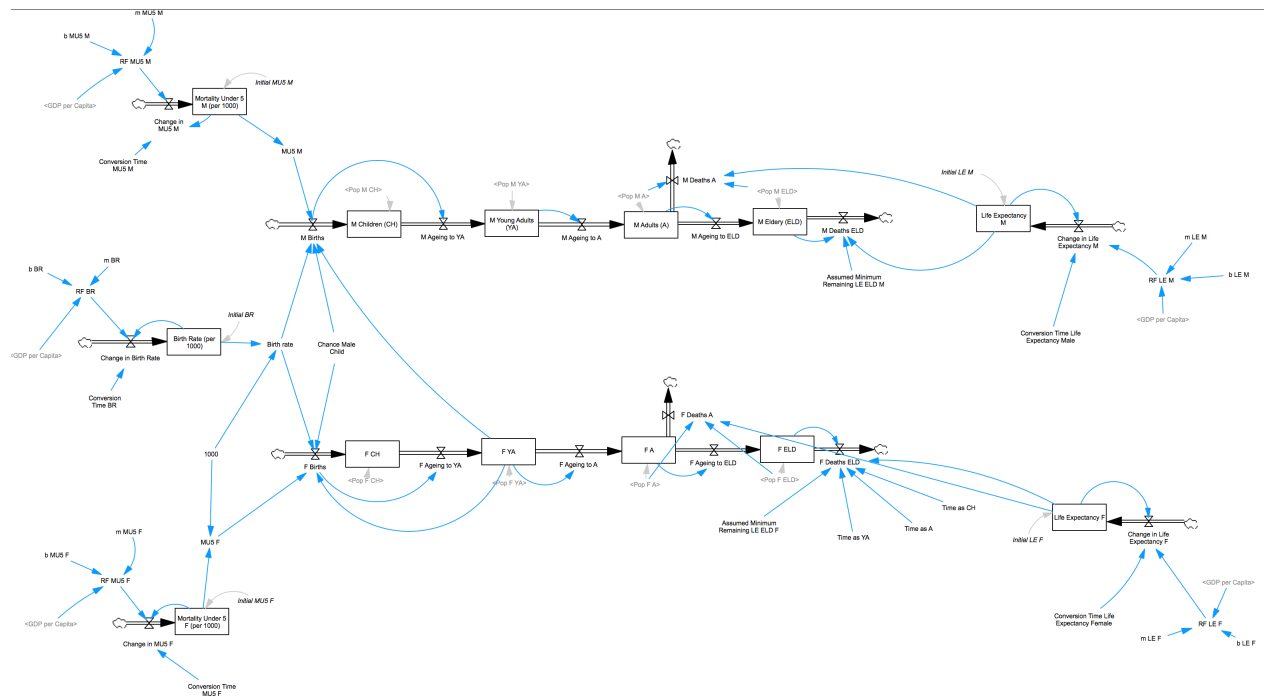 m MU5 M
b MU5 M
RF MU5 M
<GDP per Capita>
Initial MU5 M
Mortality Under 5
M (per 1000)
Change in
MU5 M
Conversion Time
MU5 M
MU5 M
<Pop M CH>
<Pop M YA>
<Pop M A>
M Deaths A
<Pop M ELD>
Initial LE M
M Births
M Children (CH)
M Ageing to YA
M Young Adults
(YA)
M Ageing to A
M Adults (A)
M Ageing to ELD
M Eldery (ELD)
M Deaths ELD
Life Expectancy
M
Change in Life
Expectancy M
m LE M
b LE M
RF LE M
<GDP per Capita>
Assumed Minimum
Remaining LE ELD M
Conversion Time Life
Expectancy Male
m BR
b BR
RF BR
<GDP per Capita>
Initial BR
Birth Rate (per
1000)
Change in Birth Rate
Conversion
Time BR
Birth rate
Chance Male
Child
1000
F Births
F CH
<Pop F CH>
F Ageing to YA
F YA
<Pop F YA>
F Ageing to A
F A
<Pop F A>
F Deaths A
F Ageing to ELD
F ELD
<Pop F ELD>
F Deaths ELD
Assumed Minimum
Remaining LE ELD F
Time as YA
Time as A
Time as CH
Life Expectancy F
Initial LE F
Change in Life
Expectancy F
Conversion Time Life
Expectancy Female
<GDP per Capita>
RF LE F
m LE F
b LE F
MU5 F
m MU5 F
b MU5 F
RF MU5 F
<GDP per Capita>
Initial MU5 F
Mortality Under 5
F (per 1000)
Change in MU5 F
Conversion Time
MU5 F